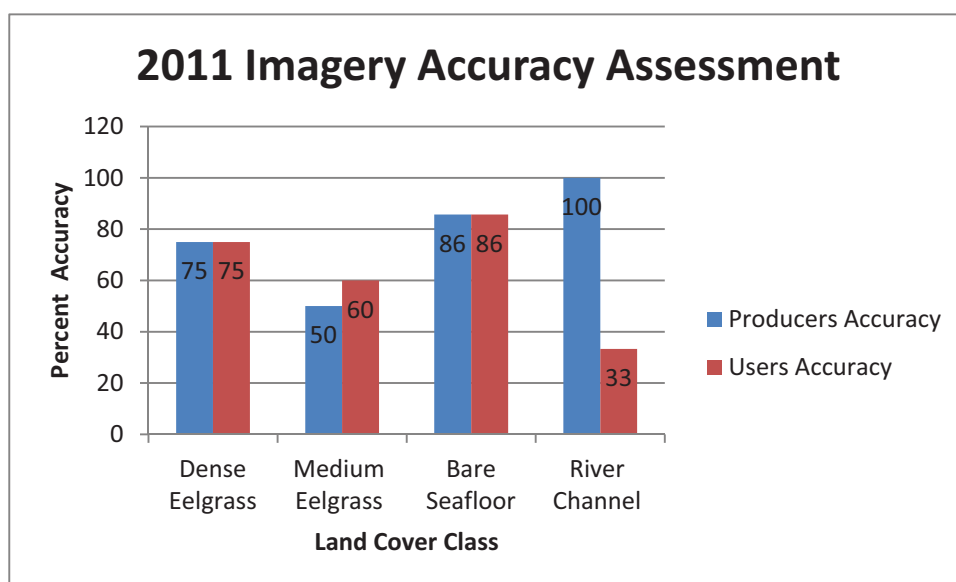 2011 Imagery Accuracy Assessment
120
100
80
60
40
20
0
Percent Accuracy
75 75
50 60
86 86
100 33
Dense
Eelgrass
Medium
Eelgrass
Bare
Seafloor
River
Channel
Land Cover Class
Producers Accuracy
Users Accuracy